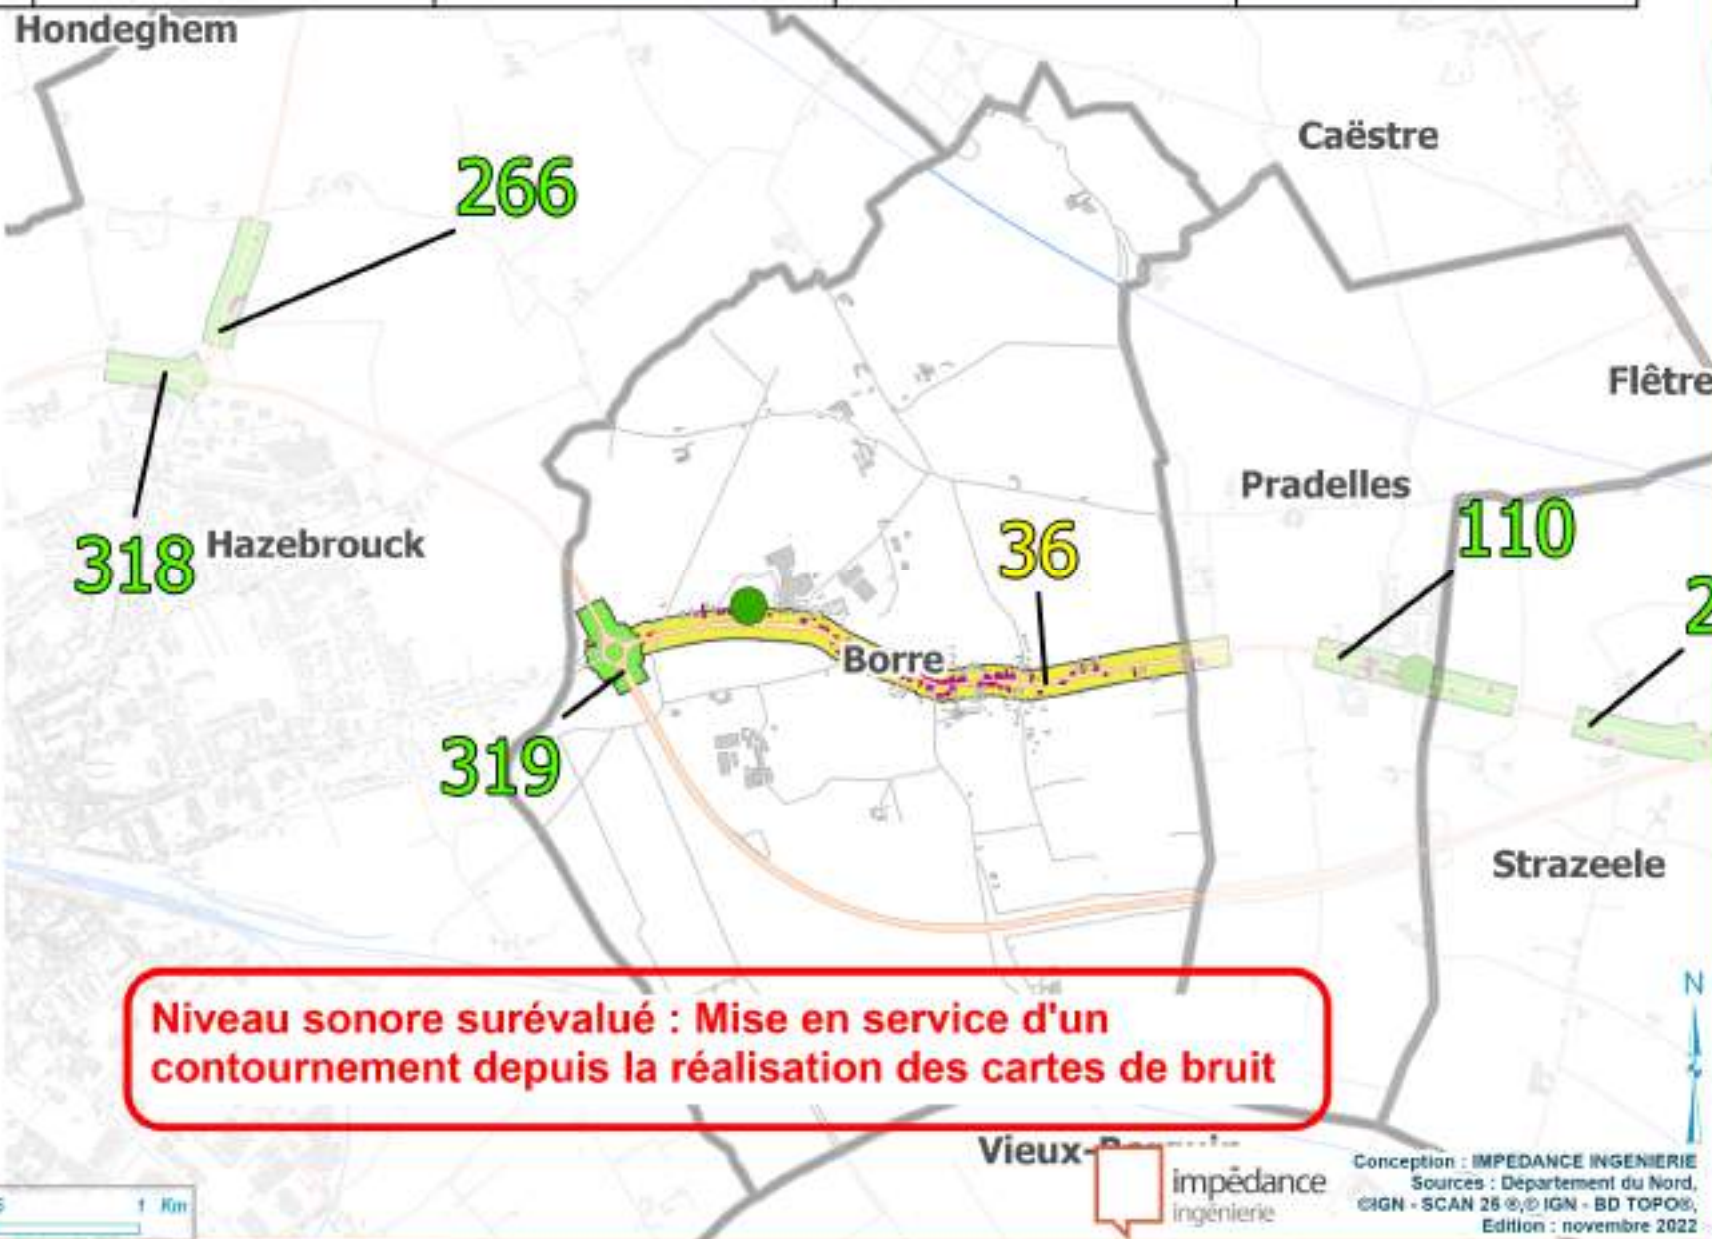 Hondeghem
Caëstre
266
Flêtre
Pradelles
110
36
Hazebrouck
318
2
Borre
319
Strazeele
N
Niveau sonore surévalué : Mise en service d'un
contournement depuis la réalisation des cartes de bruit
Vieux-
impédance
ingénierie
Conception : IMPEDANCE INGENIERIE
Sources : Département du Nord,
©IGN - SCAN 25 ®,© IGN - BD TOPO®,
Edition : novembre 2022
1 Km